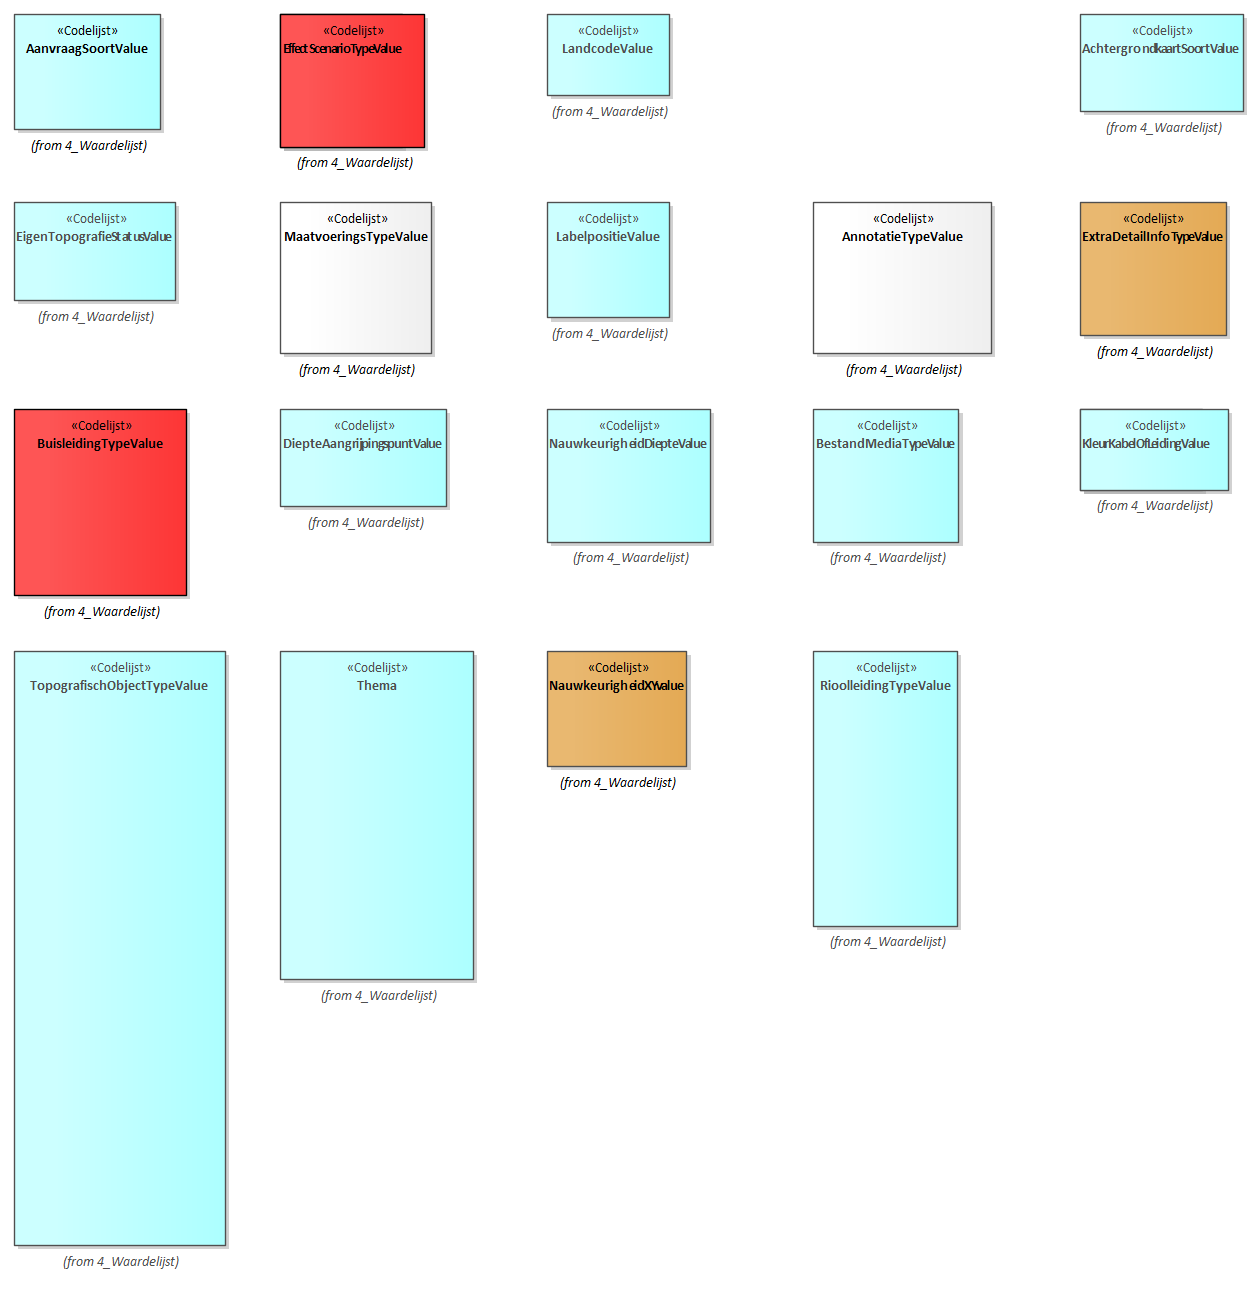 «Codelijst»
AanvraagSoortValue
(from 4_Waardelijst)
«Codelijst»
EffectScenarioTypeValue
(from 4_Waardelijst)
«Codelijst»
LandcodeValue
(from 4_Waardelijst)
«Codelijst»
AchtergrondkaartSoortValue
(from 4_Waardelijst)
«Codelijst»
EigenTopografieStatusValue
(from 4_Waardelijst)
«Codelijst»
MaatvoeringsTypeValue
(from 4_Waardelijst)
«Codelijst»
LabelpositieValue
(from 4_Waardelijst)
«Codelijst»
AnnotatieTypeValue
(from 4_Waardelijst)
«Codelijst»
ExtraDetailInfoTypeValue
(from 4_Waardelijst)
«Codelijst»
BuisleidingTypeValue
(from 4_Waardelijst)
«Codelijst»
DiepteAangrijpingspuntValue
(from 4_Waardelijst)
«Codelijst»
NauwkeurigheidDiepteValue
(from 4_Waardelijst)
«Codelijst»
BestandMediaTypeValue
(from 4_Waardelijst)
«Codelijst»
KleurKabelOfLeidingValue
(from 4_Waardelijst)
«Codelijst»
TopografischObjectTypeValue
(from 4_Waardelijst)
«Codelijst»
Thema
(from 4_Waardelijst)
«Codelijst»
NauwkeurigheidXYvalue
(from 4_Waardelijst)
«Codelijst»
RioolleidingTypeValue
(from 4_Waardelijst)